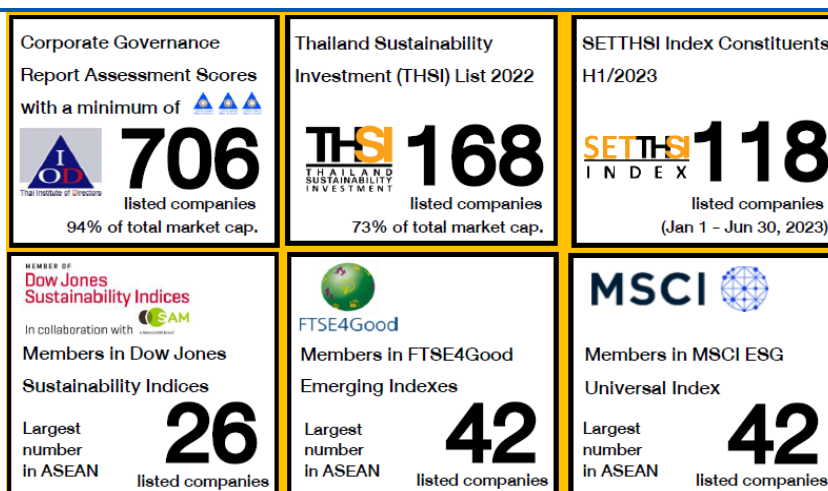 Corporate Governance
Report Assessment Scores
with a minimum of
I
OD
Thai Institute of Directors
706
listed companies
94% of total market cap.
Thailand Sustainability
Investment (THSI) List 2022
THSI
THAILAND
SUSTAINABILITY
INVESTMENT
168
listed companies
73% of total market cap.
SETTHSI Index Constituents
H1/2023
SETTHSI
INDEX
118
listed companies
(Jan 1 - Jun 30, 2023)
MEMBER OF
Dow Jones
Sustainability Indices
In collaboration with
SAM
Members in Dow Jones
Sustainability Indices
Largest
number
in ASEAN
26
listed companies
FTSE4Good
Members in FTSE4Good
Emerging Indexes
Largest
number
in ASEAN
42
listed companies
MSCI
Members in MSCI ESG
Universal Index
Largest
number
in ASEAN
42
listed companies